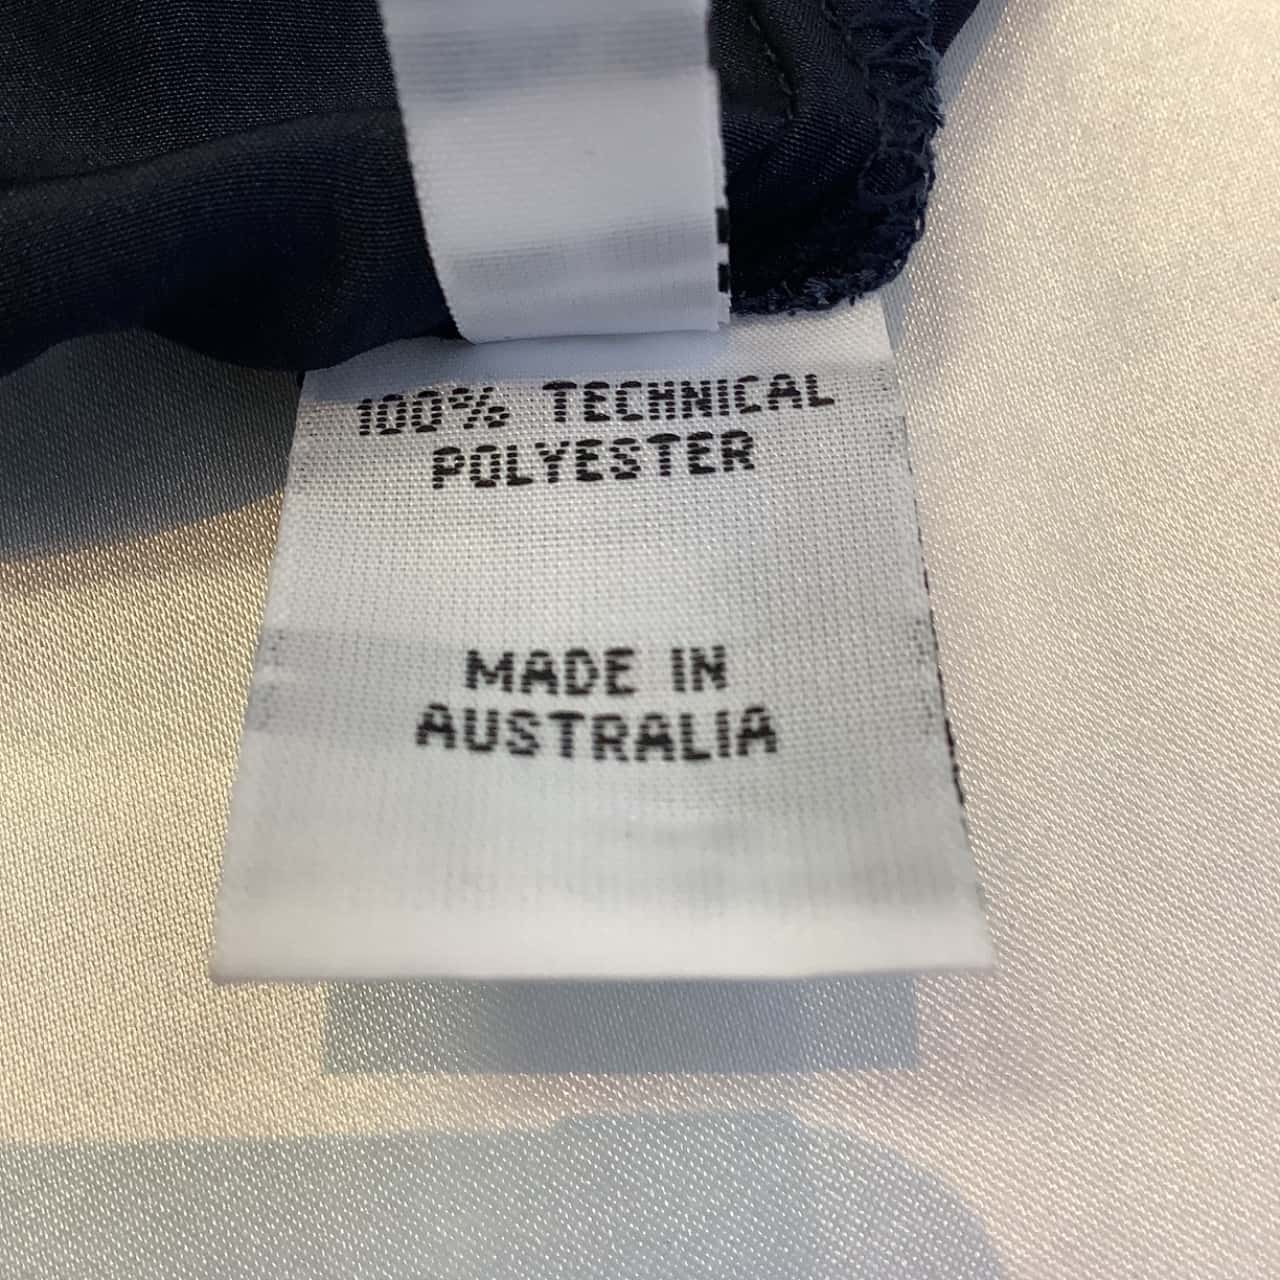 100% TECHNICAL
POLYESTER
MADE IN
AUSTRALIA